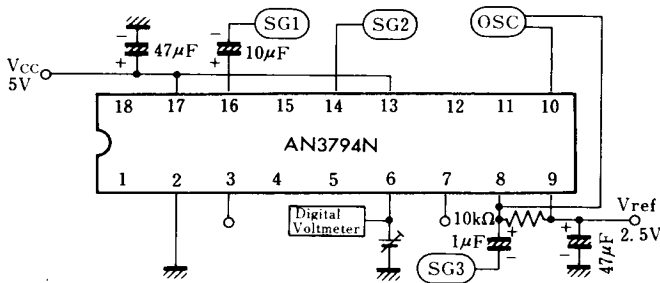 SG1
SG2
OSC
47μF
10μF
VCC
5V
18 17 16 15 14 13 12 11 10
AN3794N
1 2 3 4 5 6 7 8 9
Digital
Voltmeter
10kΩ
1μF
SG3
47μF
Vref
2.5V